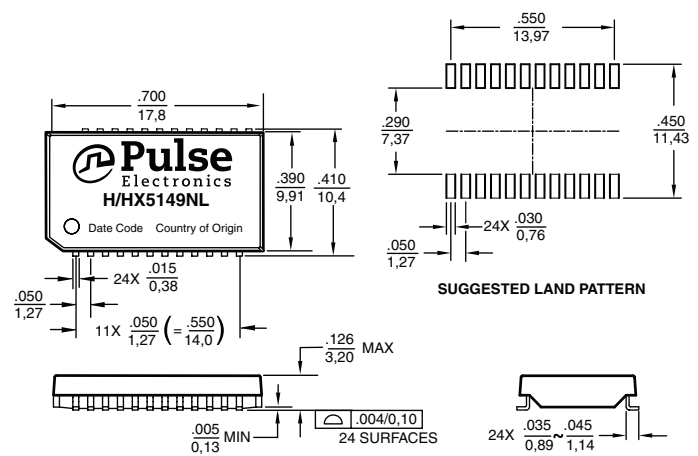 .550
13,97
.700
17,8
.290
7,37
.450
11,43
Pulse
Electronics
H/HX5149NL
Date Code Country of Origin
.390
9,91
.410
10,4
24X .015
0,38
.050
1,27
11X .050
1,27
(= .550
14,0)
24X .030
0,76
.050
1,27
SUGGESTED LAND PATTERN
.126
3,20 MAX
.005
0,13 MIN
.004/0,10
24 SURFACES
24X .035
0,89 ~ .045
1,14